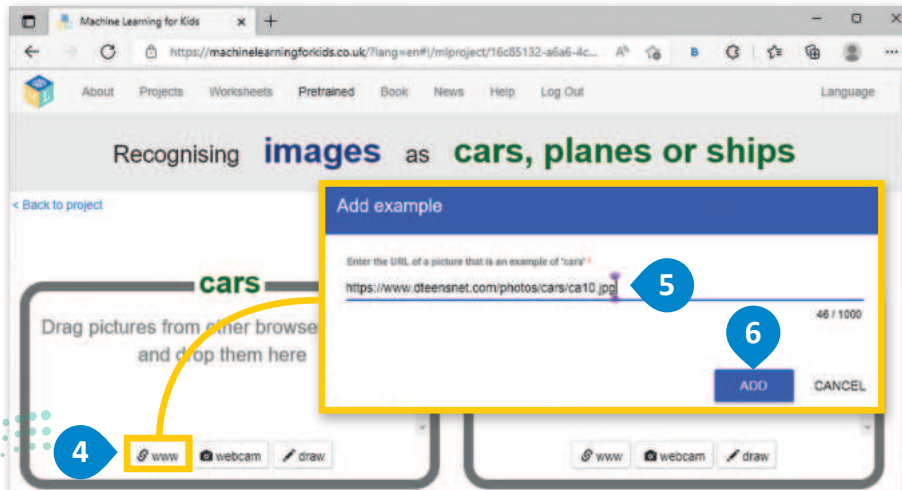 Machine Learning for Kids
https://machinelearningforkids.co.uk/?lang=en#!/mlproject/16c85132-a6a6-4c...
About Projects Worksheets Pretrained Book News Help Log Out Language
Recognising images as cars, planes or ships
< Back to project
Add example
Enter the URL of a picture that is an example of 'cars' *
https://www.dteensnet.com/photos/cars/ca10.jpg
5
46 / 1000
6
ADD CANCEL
cars
Drag pictures from other browse
and drop them here
4
www webcam draw
www webcam draw